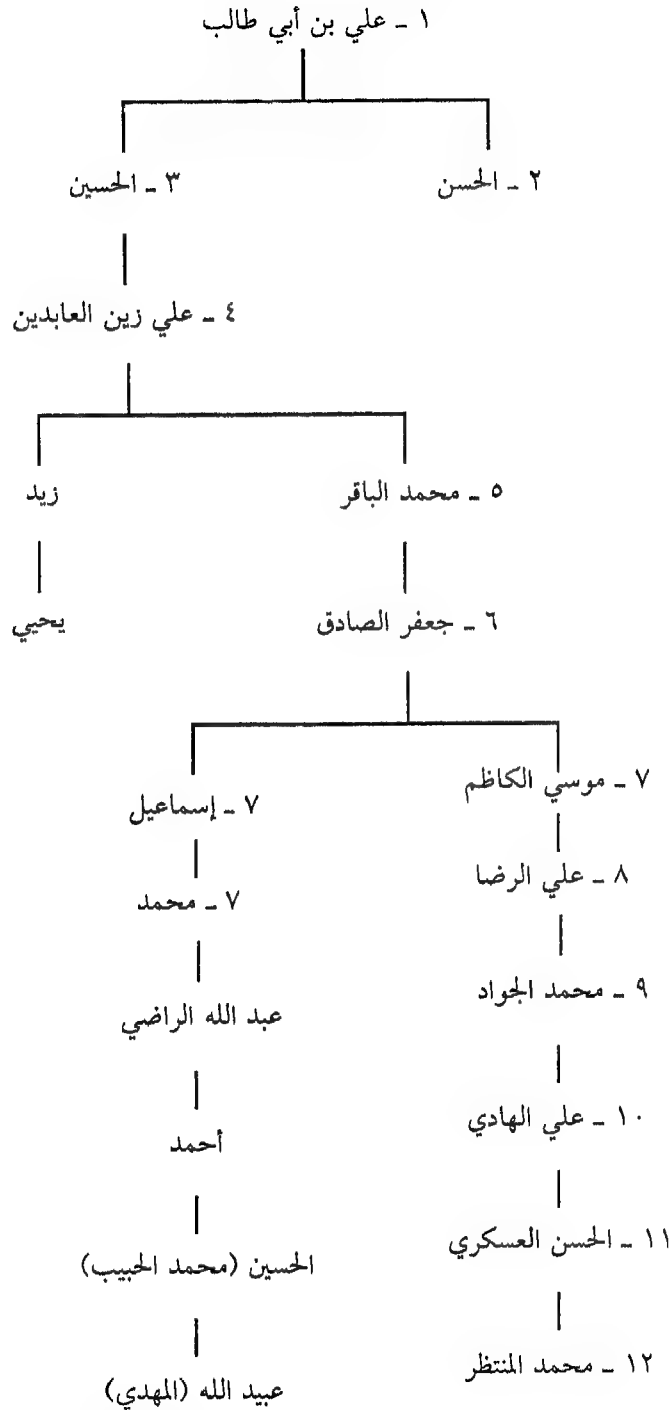 ١ - علي بن أبي طالب
٢ - الحسن
٣ - الحسين
٤ - علي زين العابدين
٥ - محمد الباقر
زيد
٦ - جعفر الصادق
يحيي
٧ - موسي الكاظم
٧ - إسماعيل
٨ - علي الرضا
٧ - محمد
٩ - محمد الجواد
عبد الله الراضي
١٠ - علي الهادي
أحمد
١١ - الحسن العسكري
الحسين (محمد الحبيب)
١٢ - محمد المنتظر
عبيد الله (المهدي)